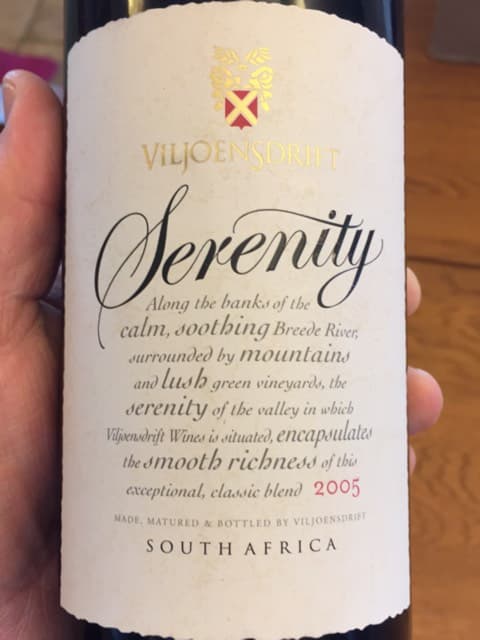 VILJOENSDRIFT
Serenity
Along the banks of the
calm, soothing Breede River,
surrounded by mountains
and lush green vineyards, the
serenity of the valley in which
Viljoensdrift Wines is situated, encapsulates
the smooth richness of this
exceptional, classic blend 2005
MADE, MATURED & BOTTLED BY VILJOENSDRIFT
SOUTH AFRICA